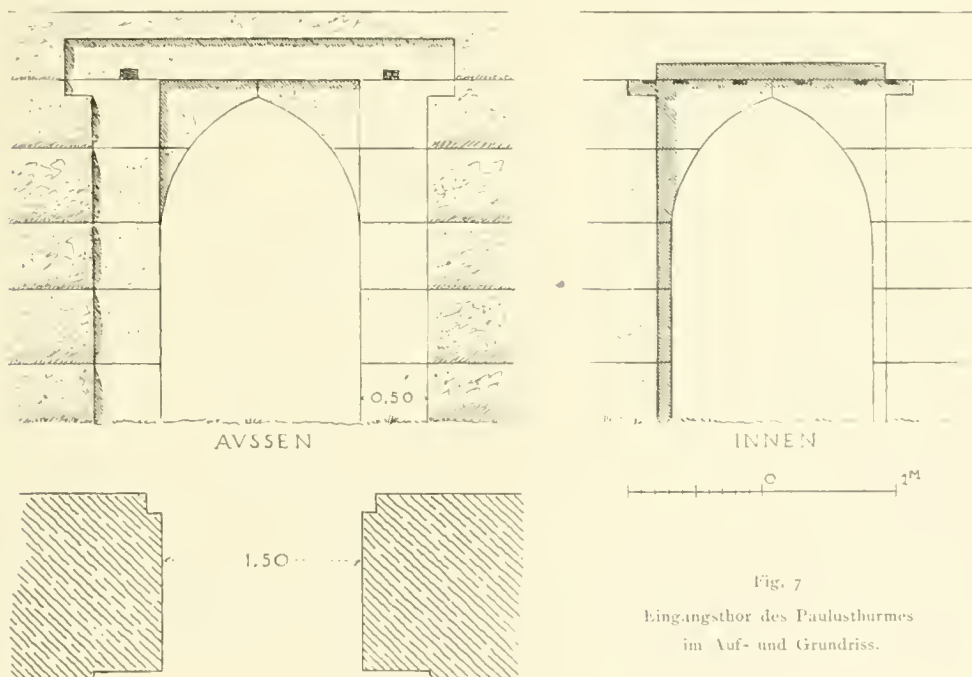 0,50
AVSSEN
INNEN
0 1M
1.50
Fig. 7
Eingangsthor des Paulusthurmes
im Auf- und Grundriss.